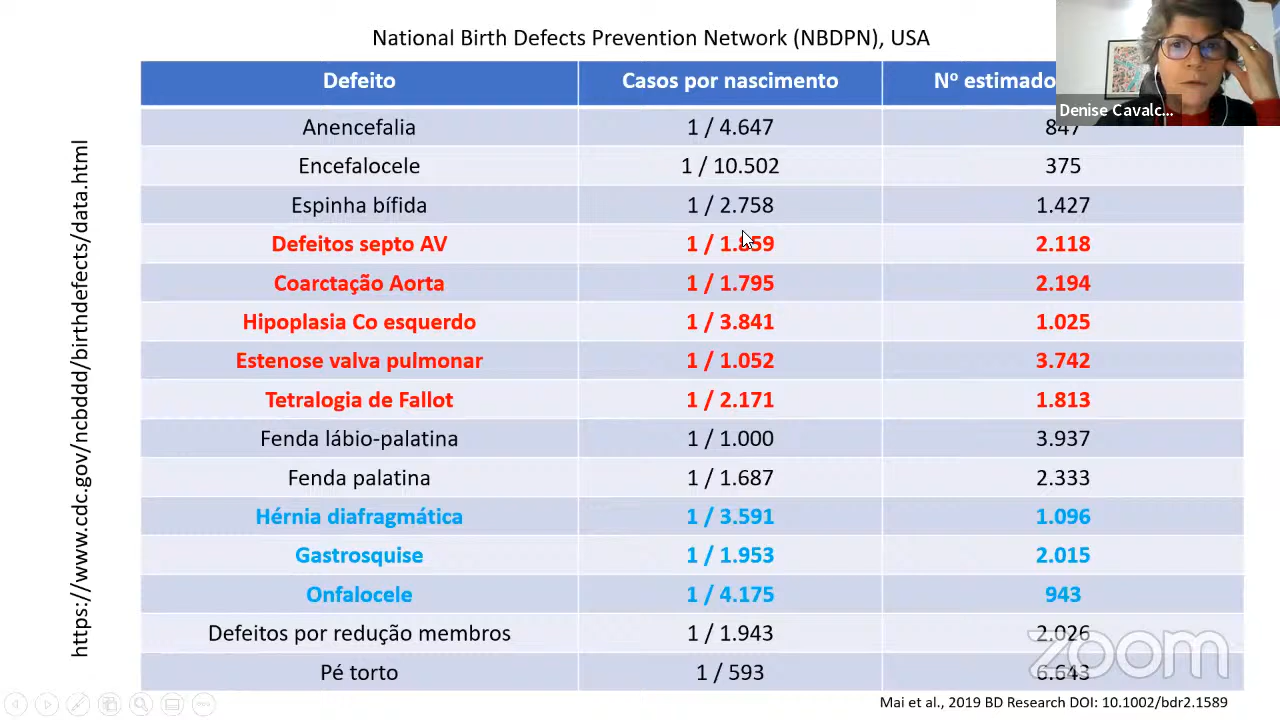 National Birth Defects Prevention Network (NBDPN), USA
Defeito Casos por nascimento Nº estimado
Anencefalia 1 / 4.647 847
Encefalocele 1 / 10.502 375
Espinha bífida 1 / 2.758 1.427
Defeitos septo AV 1 / 1.859 2.118
Coarctação Aorta 1 / 1.795 2.194
Hipoplasia Co esquerdo 1 / 3.841 1.025
Estenose valva pulmonar 1 / 1.052 3.742
Tetralogia de Fallot 1 / 2.171 1.813
Fenda lábio-palatina 1 / 1.000 3.937
Fenda palatina 1 / 1.687 2.333
Hérnia diafragmática 1 / 3.591 1.096
Gastrosquise 1 / 1.953 2.015
Onfalocele 1 / 4.175 943
Defeitos por redução membros 1 / 1.943 2.026
Pé torto 1 / 593 6.643
Mai et al., 2019 BD Research DOI: 10.1002/bdr2.1589
https://www.cdc.gov/ncbddd/birthdefects/data.html
Denise Cavalc...
zoom